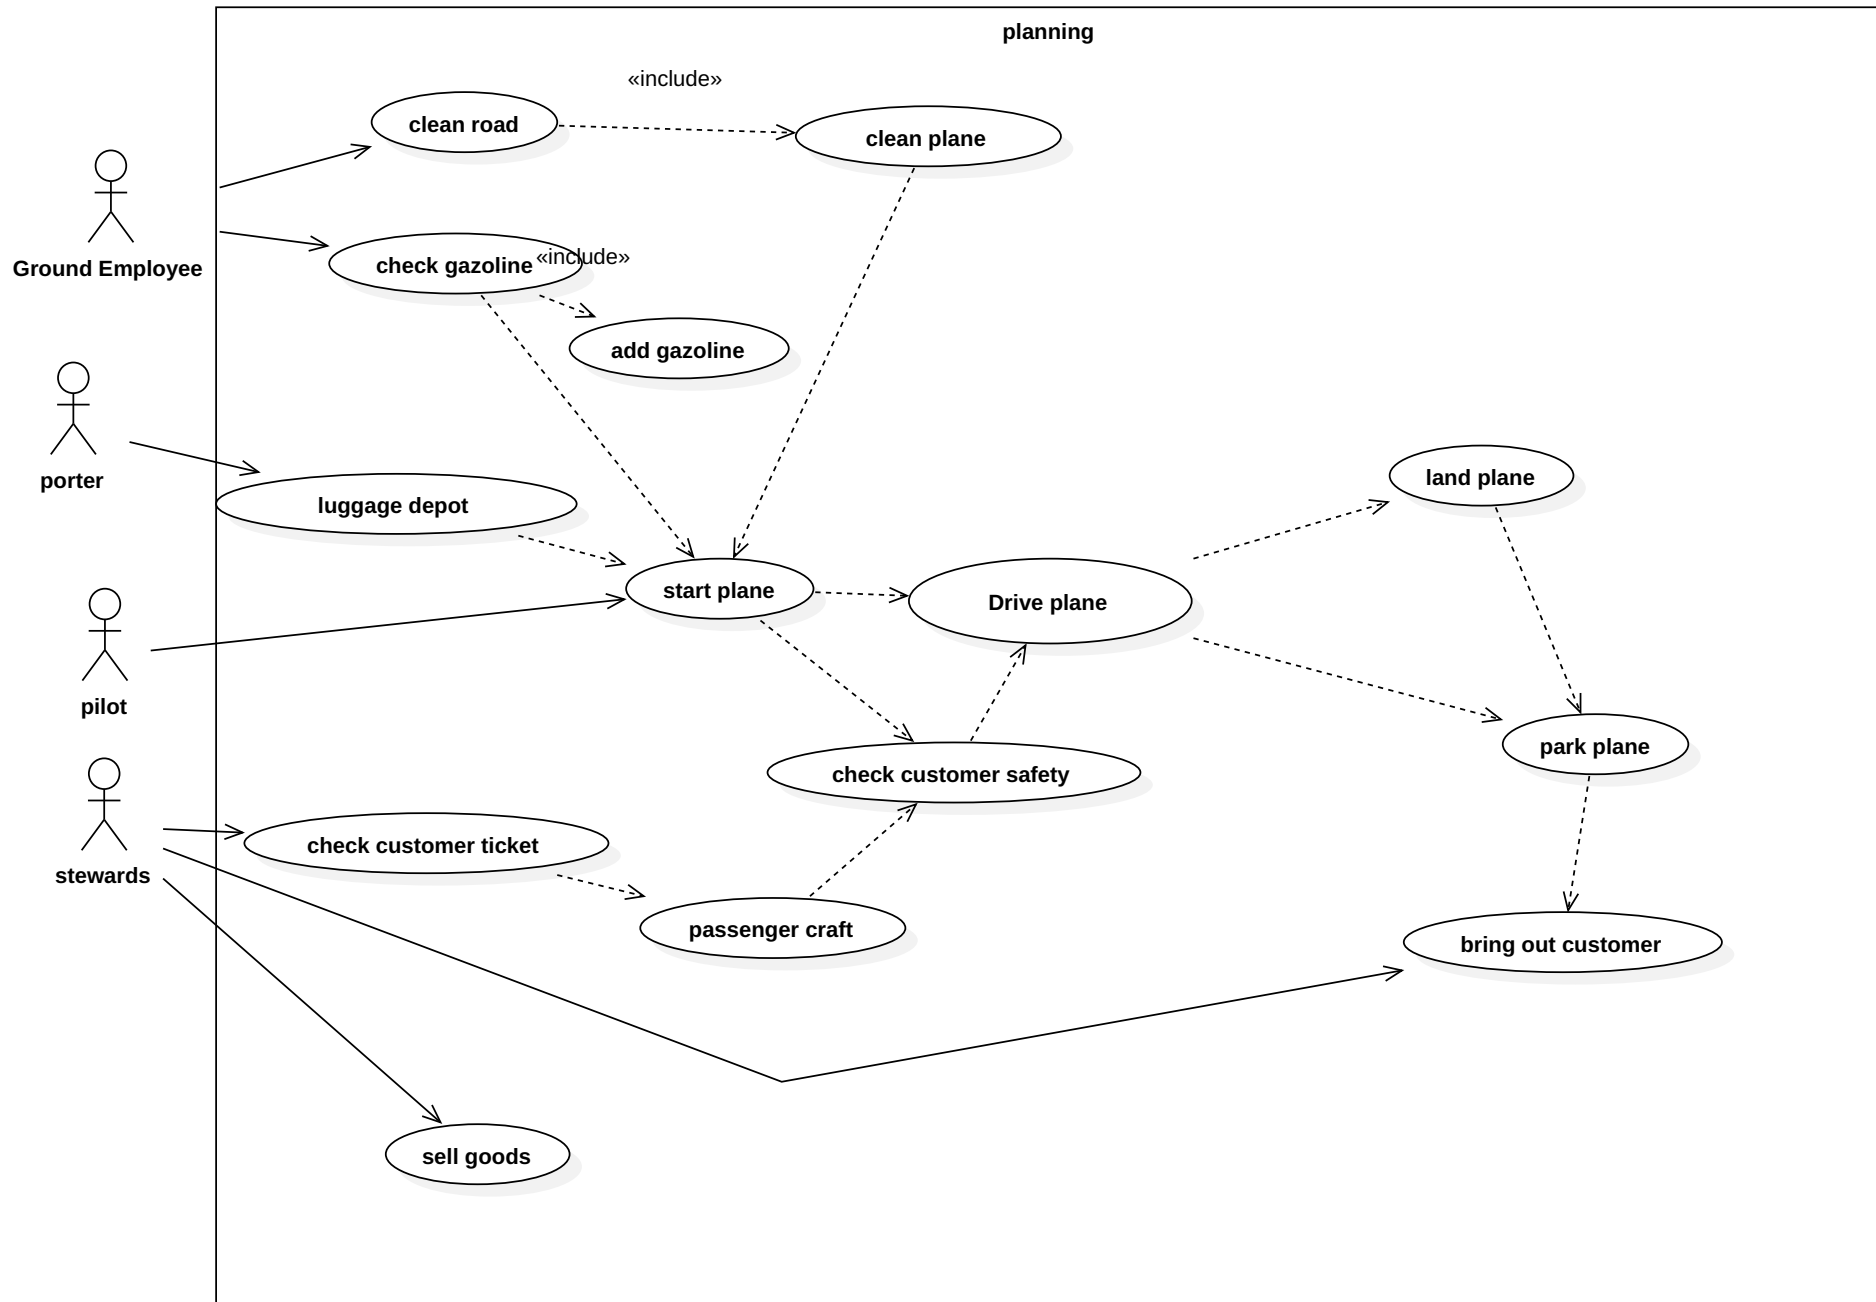 planning
«include»
clean road
clean plane
Ground Employee
check gazoline
«include»
add gazoline
porter
luggage depot
land plane
start plane
Drive plane
pilot
park plane
check customer safety
stewards
check customer ticket
passenger craft
bring out customer
sell goods